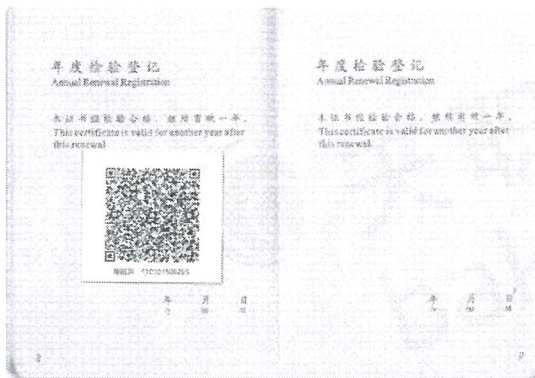 年度检验登记
Annual Renewal Registration
本证书经检验合格，继续有效一年。
This certificate is valid for another year after
this renewal.
年 月 日
年度检验登记
Annual Renewal Registration
本证书经检验合格，继续有效一年。
This certificate is valid for another year after
this renewal.
年 月 日